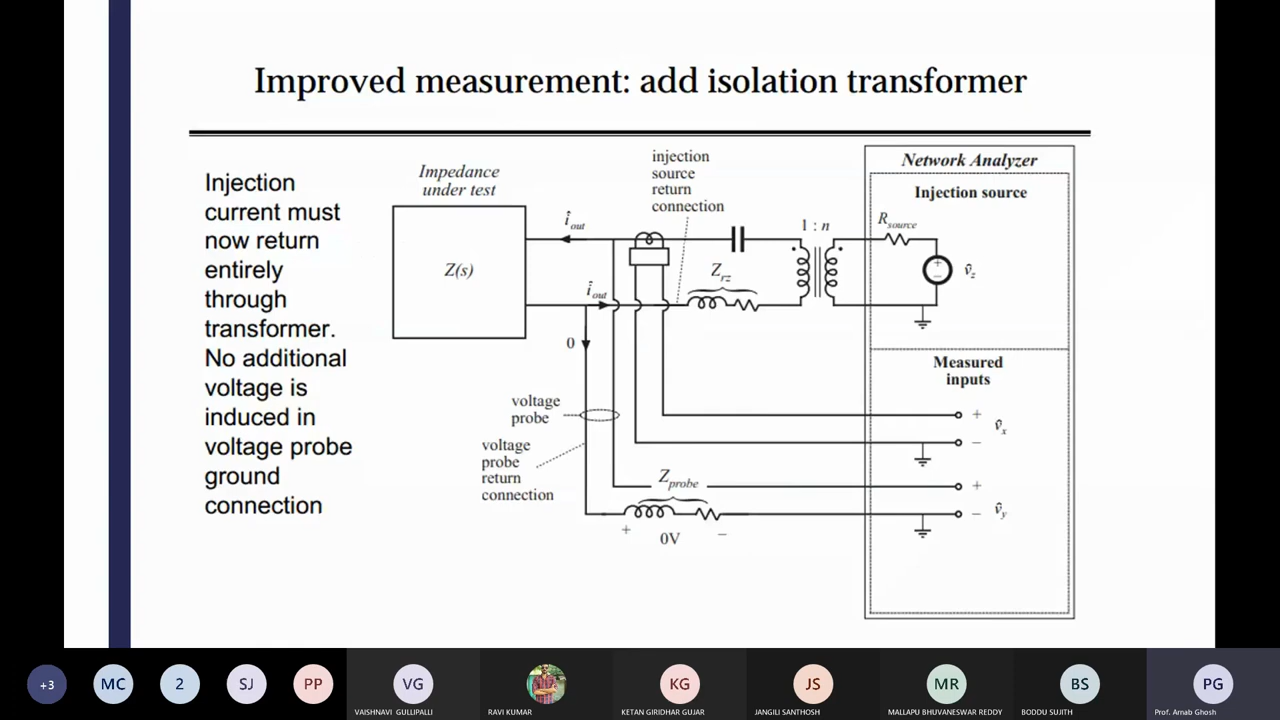 Improved measurement: add isolation transformer
Injection
current must
now return
entirely
through
transformer.
No additional
voltage is
induced in
voltage probe
ground
connection
Impedance
under test
Z(s)
î_out
î_out
0
injection
source
return
connection
Z_rz
1 : n
Network Analyzer
Injection source
R_source
+
−
v̂_z
Measured
inputs
voltage
probe
voltage
probe
return
connection
+
v̂_x
−
Z_probe
+
v̂_y
−
+
0V
−
+3
MC
2
SJ
PP
VG
VAISHNAVI GULLIPALLI
RAVI KUMAR
KG
KETAN GIRIDHAR GUJAR
JS
JANGILI SANTHOSH
MR
MALLAPU BHUVANESWAR REDDY
BS
BODDU SUJITH
PG
Prof. Arnab Ghosh